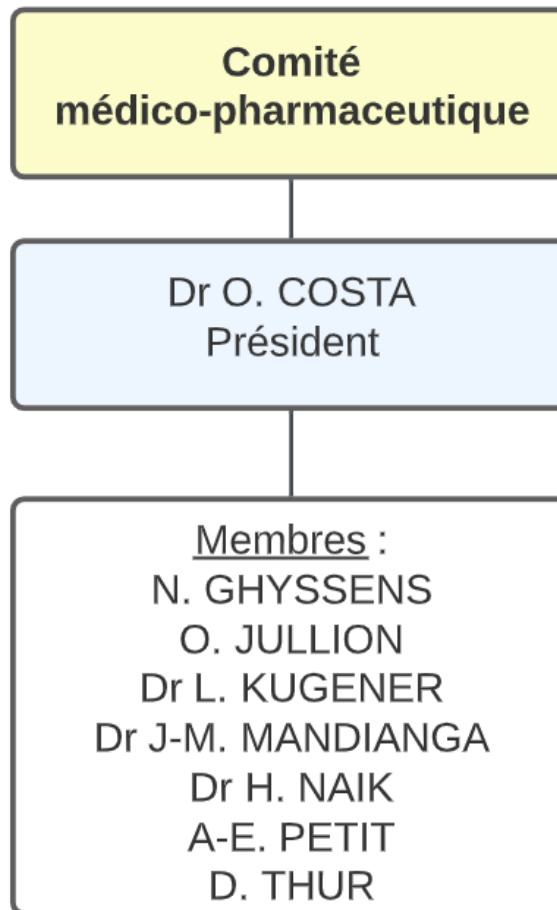 Comité
médico-pharmaceutique
Dr O. COSTA
Président
Membres :
N. GHYSSENS
O. JULLION
Dr L. KUGENER
Dr J-M. MANDIANGA
Dr H. NAIK
A-E. PETIT
D. THUR